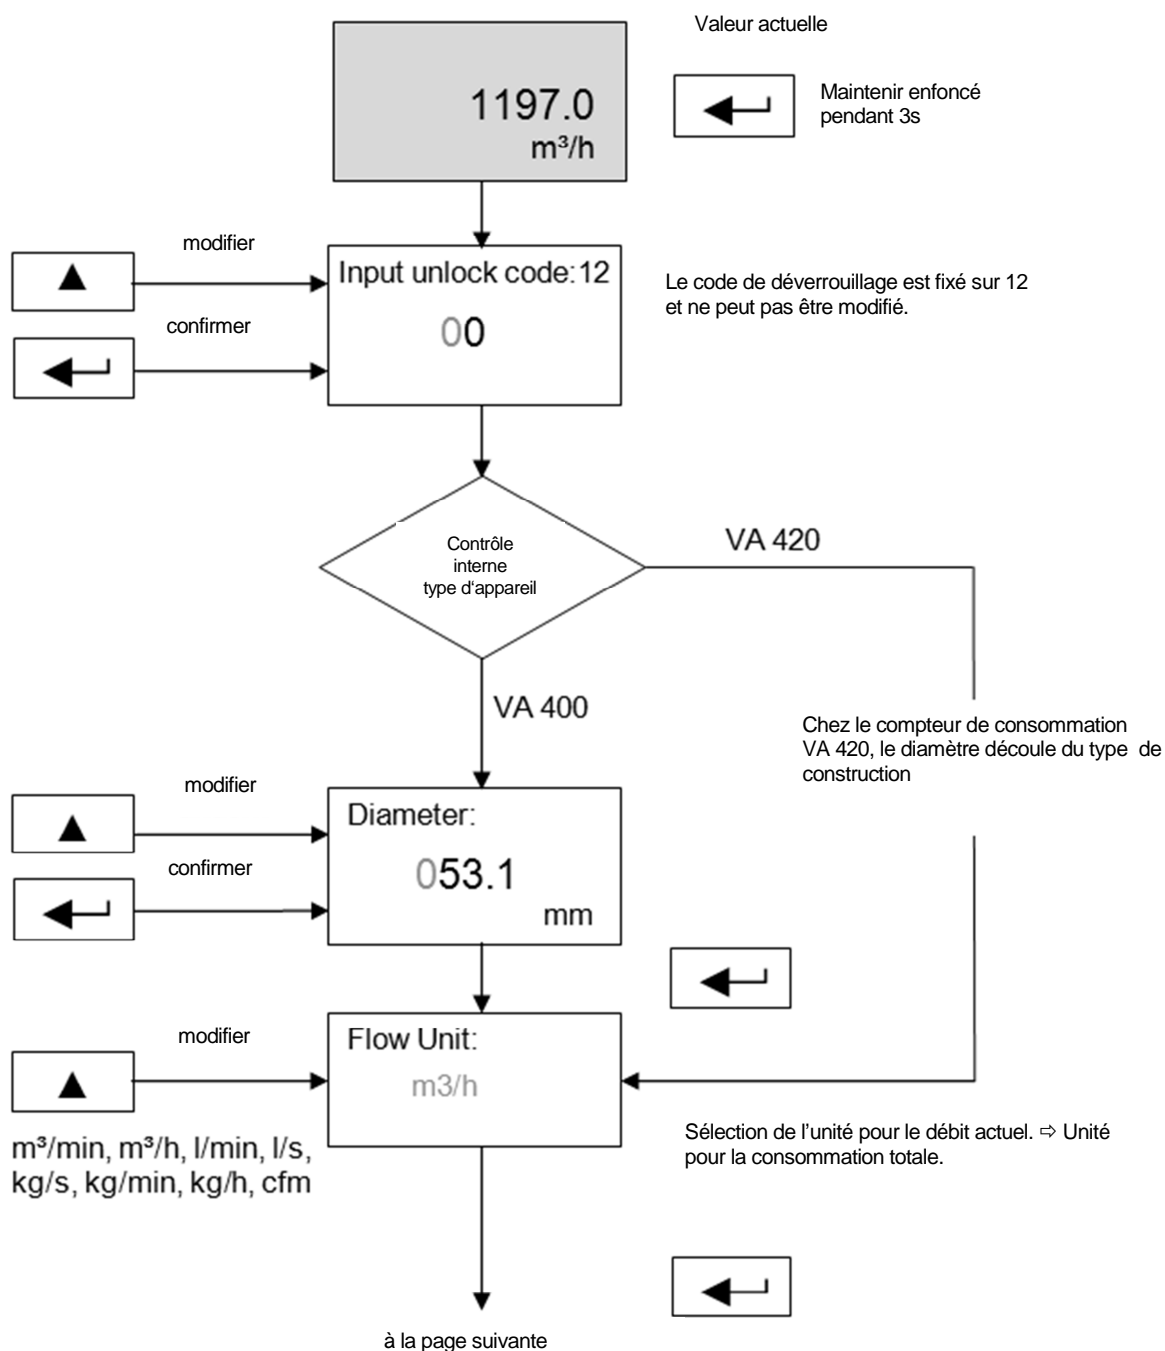 Valeur actuelle
1197.0
m³/h
Maintenir enfoncé
pendant 3s
modifier
Input unlock code:12
00
confirmer
Le code de déverrouillage est fixé sur 12
et ne peut pas être modifié.
Contrôle
interne
type d‘appareil
VA 420
VA 400
Chez le compteur de consommation
VA 420, le diamètre découle du type de
construction
modifier
Diameter:
053.1
mm
confirmer
modifier
Flow Unit:
m3/h
m³/min, m³/h, l/min, l/s,
kg/s, kg/min, kg/h, cfm
Sélection de l’unité pour le débit actuel. ⇨ Unité
pour la consommation totale.
à la page suivante